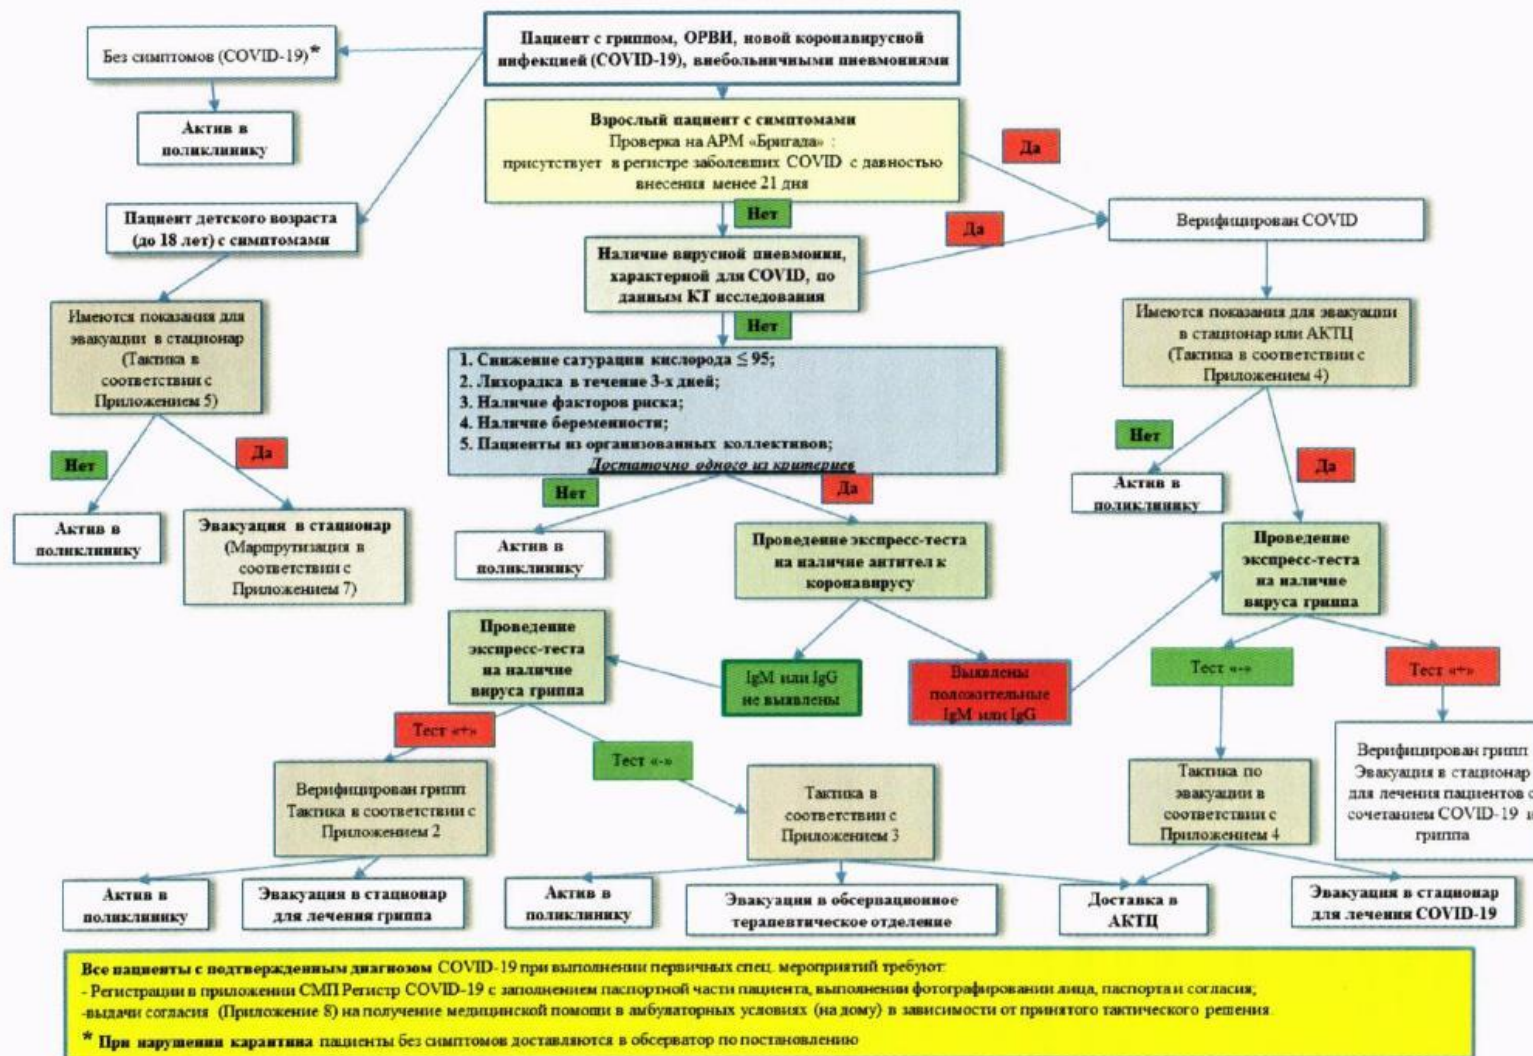 Пациент с гриппом, ОРВИ, новой коронавирусной
инфекцией (COVID-19), внебольничными пневмониями
Без симптомов (COVID-19)*
Актив в
поликлинику
Взрослый пациент с симптомами
Проверка на АРМ «Бригада» :
присутствует в регистре заболевших COVID с давностью
внесения менее 21 дня
Да
Нет
Пациент детского возраста
(до 18 лет) с симптомами
Да
Верифицирован COVID
Наличие вирусной пневмонии,
характерной для COVID, по
данным КТ исследования
Нет
Имеются показания для
эвакуации в стационар
(Тактика в
соответствии с
Приложением 5)
Имеются показания для эвакуации
в стационар или АКТЦ
(Тактика в соответствии с
Приложением 4)
1. Снижение сатурации кислорода ≤ 95;
2. Лихорадка в течение 3-х дней;
3. Наличие факторов риска;
4. Наличие беременности;
5. Пациенты из организованных коллективов;
Достаточно одного из критериев
Нет
Да
Нет
Да
Нет
Да
Актив в
поликлинику
Эвакуация в стационар
(Маршрутизация в
соответствии с
Приложением 7)
Актив в
поликлинику
Проведение экспресс-теста
на наличие антител к
коронавирусу
Актив в
поликлинику
Проведение
экспресс-теста
на наличие
вируса гриппа
Проведение
экспресс-теста
на наличие
вируса гриппа
IgM или IgG
не выявлены
Выявлены
положительные
IgM или IgG
Тест «-»
Тест «+»
Тест «+»
Тест «-»
Верифицирован грипп
Тактика в соответствии с
Приложением 2
Тактика в
соответствии с
Приложением 3
Тактика по
эвакуации в
соответствии с
Приложением 4
Верифицирован грипп
Эвакуация в стационар
для лечения пациентов с
сочетанием COVID-19 и
гриппа
Актив в
поликлинику
Эвакуация в стационар
для лечения гриппа
Актив в
поликлинику
Эвакуация в обсервационное
терапевтическое отделение
Доставка в
АКТЦ
Эвакуация в стационар
для лечения COVID-19
Все пациенты с подтвержденным диагнозом COVID-19 при выполнении первичных спец. мероприятий требуют:
- Регистрации в приложении СМП Регистр COVID-19 с заполнением паспортной части пациента, выполнении фотографировании лица, паспорта и согласия;
-выдачи согласия (Приложение 8) на получение медицинской помощи в амбулаторных условиях (на дому) в зависимости от принятого тактического решения.
* При нарушении карантина пациенты без симптомов доставляются в обсерватор по постановлению